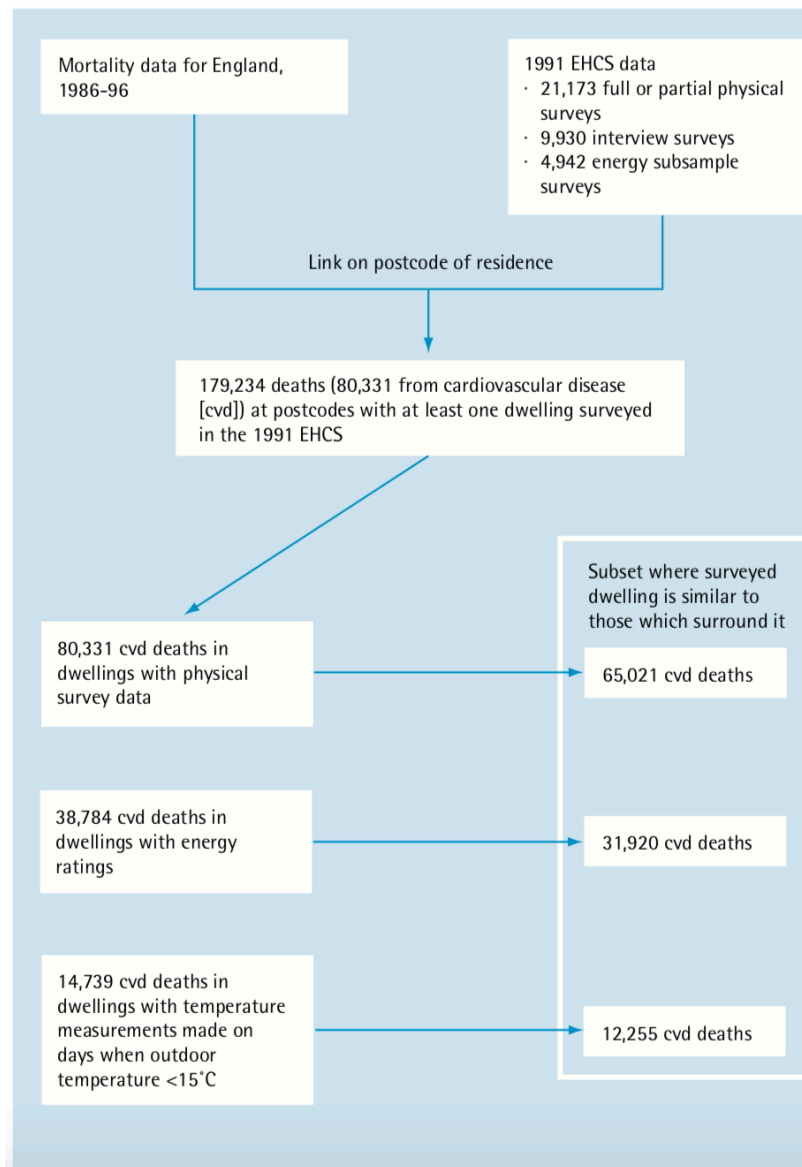 Mortality data for England,
1986-96
1991 EHCS data
· 21,173 full or partial physical
surveys
· 9,930 interview surveys
· 4,942 energy subsample
surveys
Link on postcode of residence
179,234 deaths (80,331 from cardiovascular disease
[cvd]) at postcodes with at least one dwelling surveyed
in the 1991 EHCS
Subset where surveyed
dwelling is similar to
those which surround it
80,331 cvd deaths in
dwellings with physical
survey data
65,021 cvd deaths
38,784 cvd deaths in
dwellings with energy
ratings
31,920 cvd deaths
14,739 cvd deaths in
dwellings with temperature
measurements made on
days when outdoor
temperature <15˚C
12,255 cvd deaths